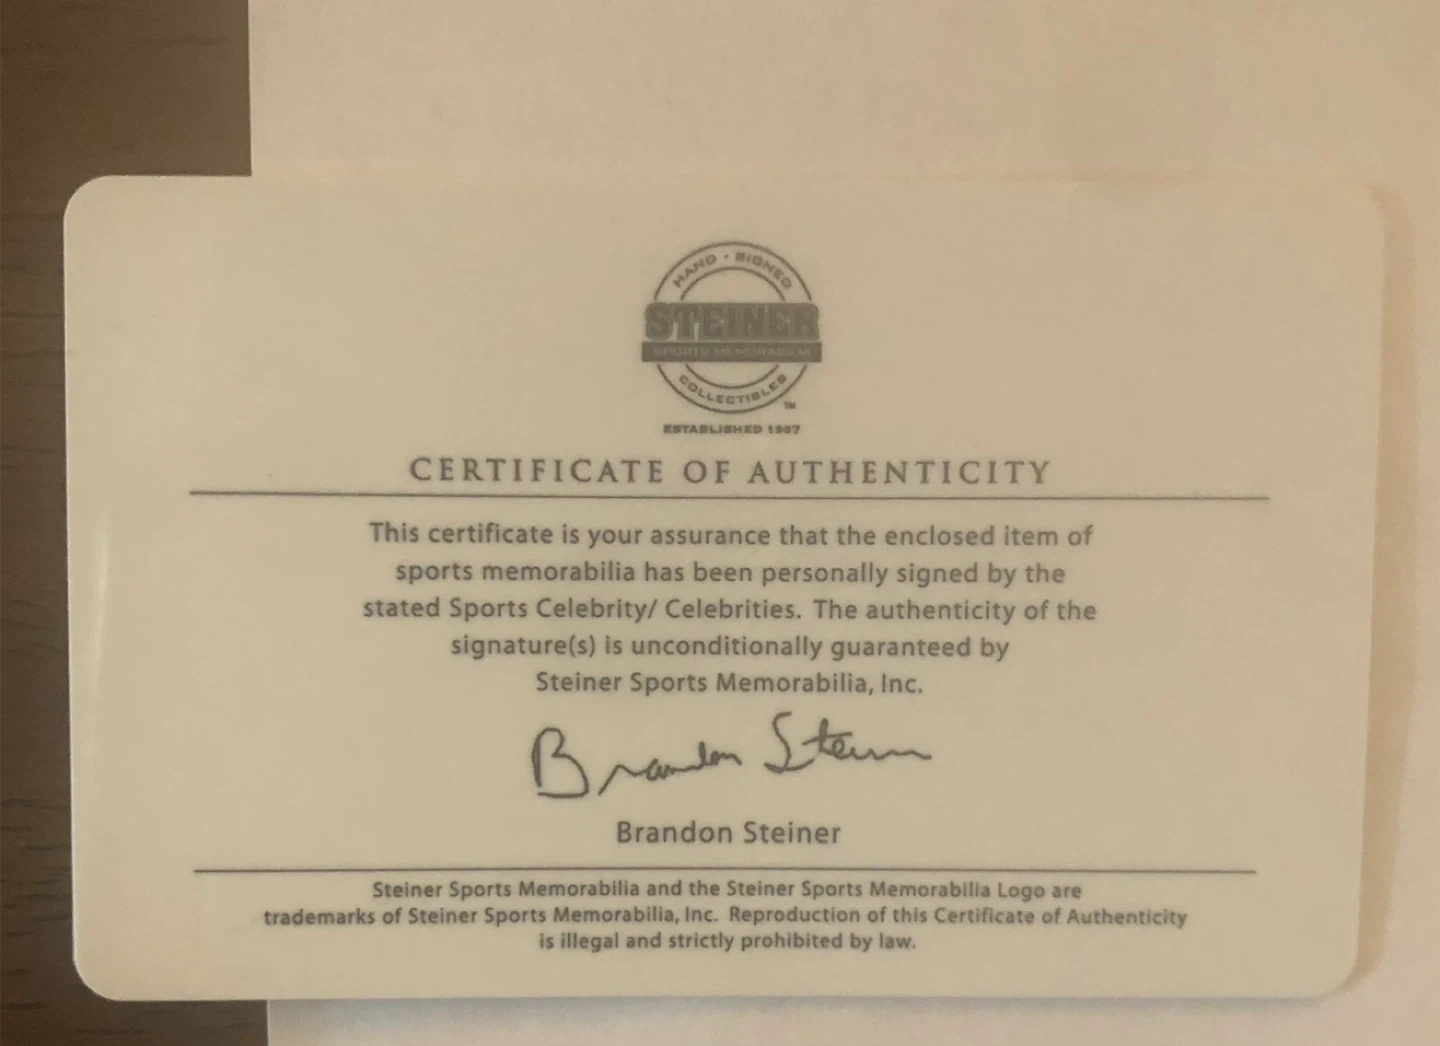 HAND • SIGNED
STEINER
SPORTS MEMORABILIA
COLLECTIBLES
TM
ESTABLISHED 1987
CERTIFICATE OF AUTHENTICITY
This certificate is your assurance that the enclosed item of
sports memorabilia has been personally signed by the
stated Sports Celebrity/ Celebrities. The authenticity of the
signature(s) is unconditionally guaranteed by
Steiner Sports Memorabilia, Inc.
Brandon Steiner
Brandon Steiner
Steiner Sports Memorabilia and the Steiner Sports Memorabilia Logo are
trademarks of Steiner Sports Memorabilia, Inc. Reproduction of this Certificate of Authenticity
is illegal and strictly prohibited by law.